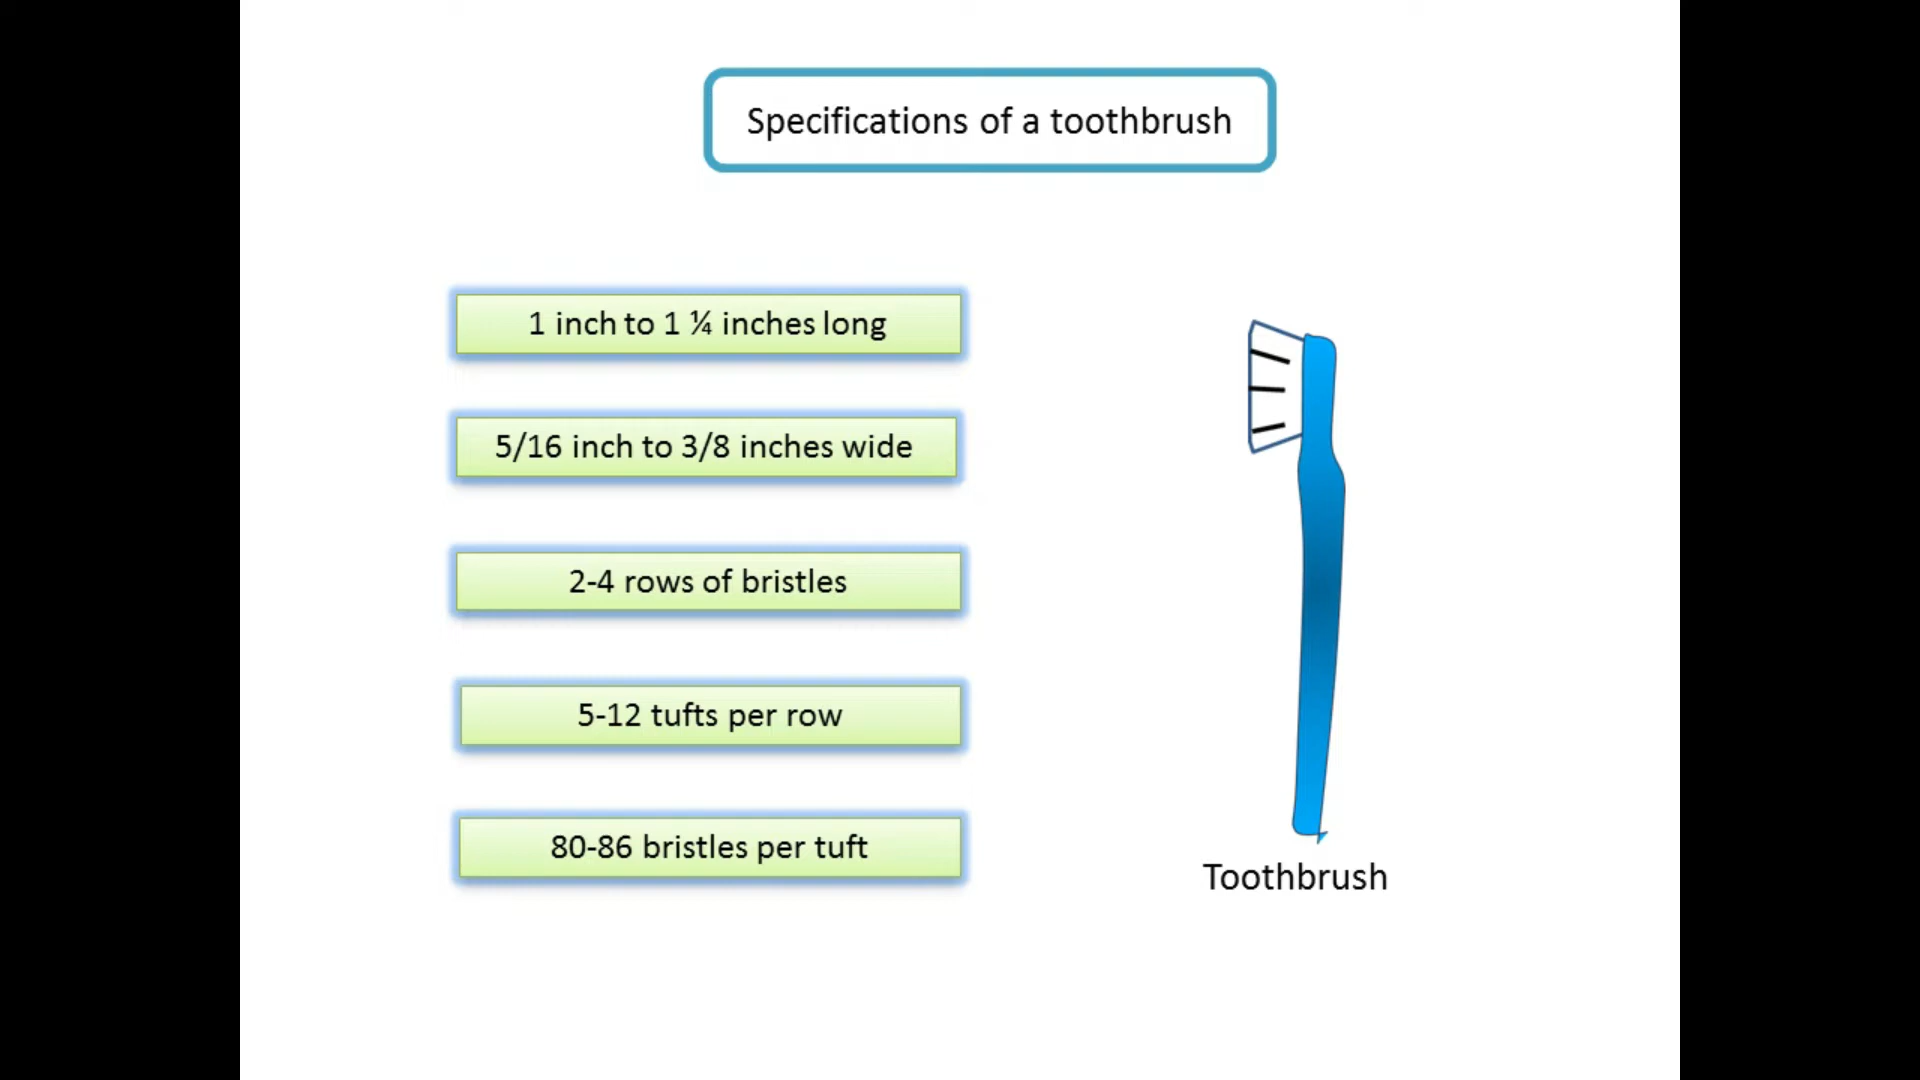 Specifications of a toothbrush
1 inch to 1 ¼ inches long
5/16 inch to 3/8 inches wide
2-4 rows of bristles
5-12 tufts per row
80-86 bristles per tuft
Toothbrush